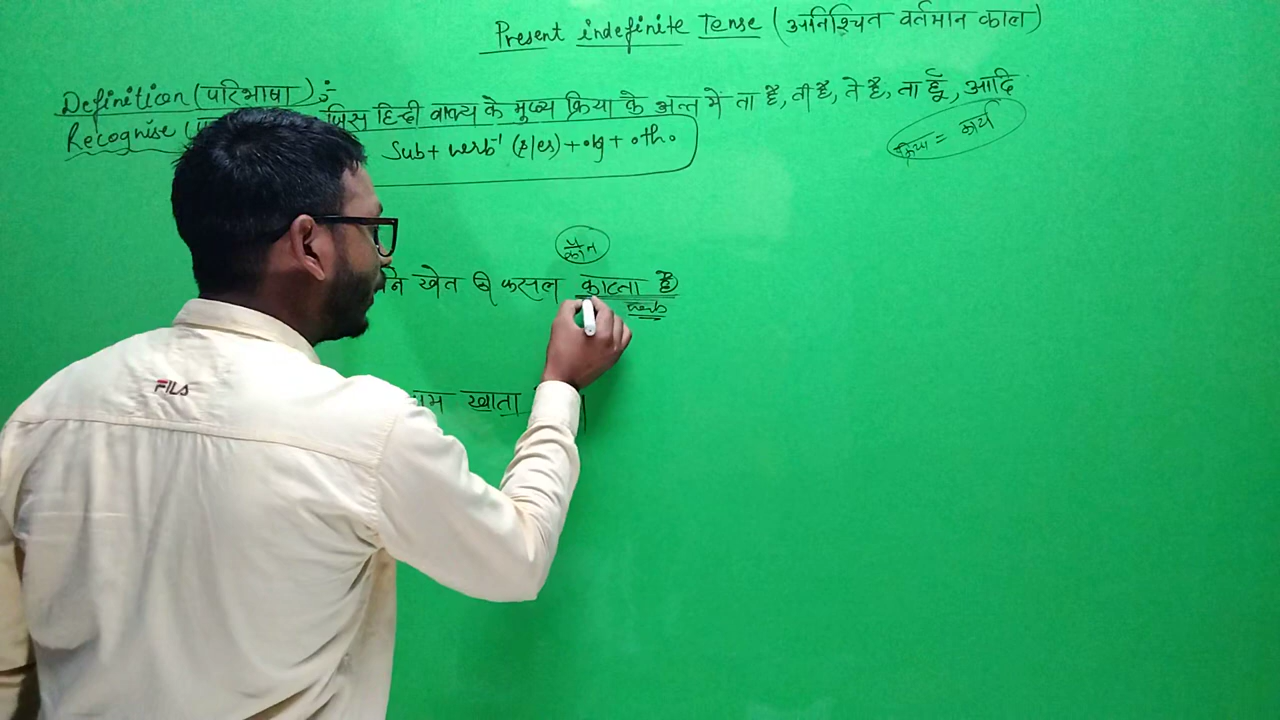 Present indefinite Tense (अनिश्चित वर्तमान काल)
Definition (परिभाषा) :-
Recognise ( जिस हिन्दी वाक्य के मुख्य क्रिया के अन्त में ता है, ती है, ते है, ता हूँ, आदि
क्रिया = कार्य
Sub + verb¹ (s/es) + obj + oth.
कौन
खेत की फसल काटता है
verb
खाता
FILA